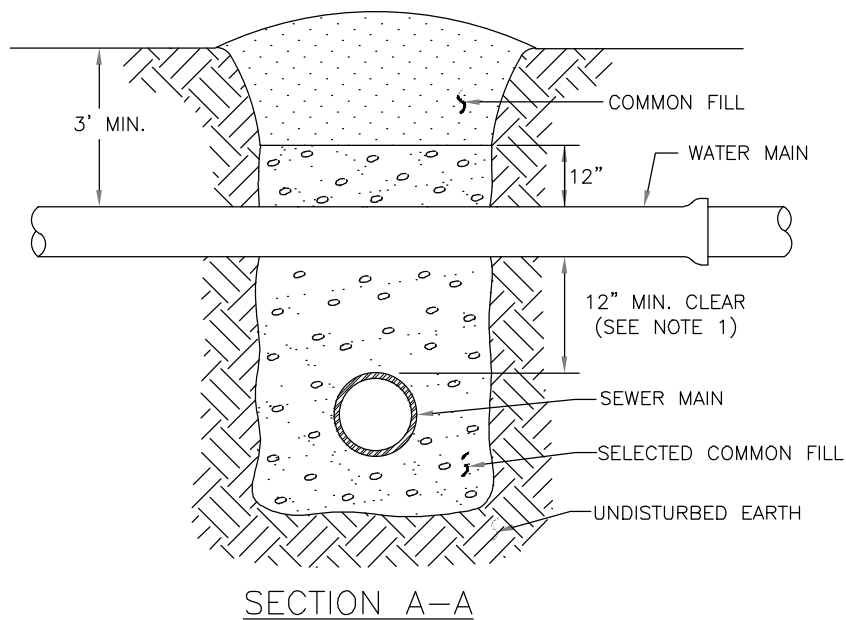 COMMON FILL
3' MIN.
WATER MAIN
12"
12" MIN. CLEAR
(SEE NOTE 1)
SEWER MAIN
SELECTED COMMON FILL
UNDISTURBED EARTH
SECTION A-A